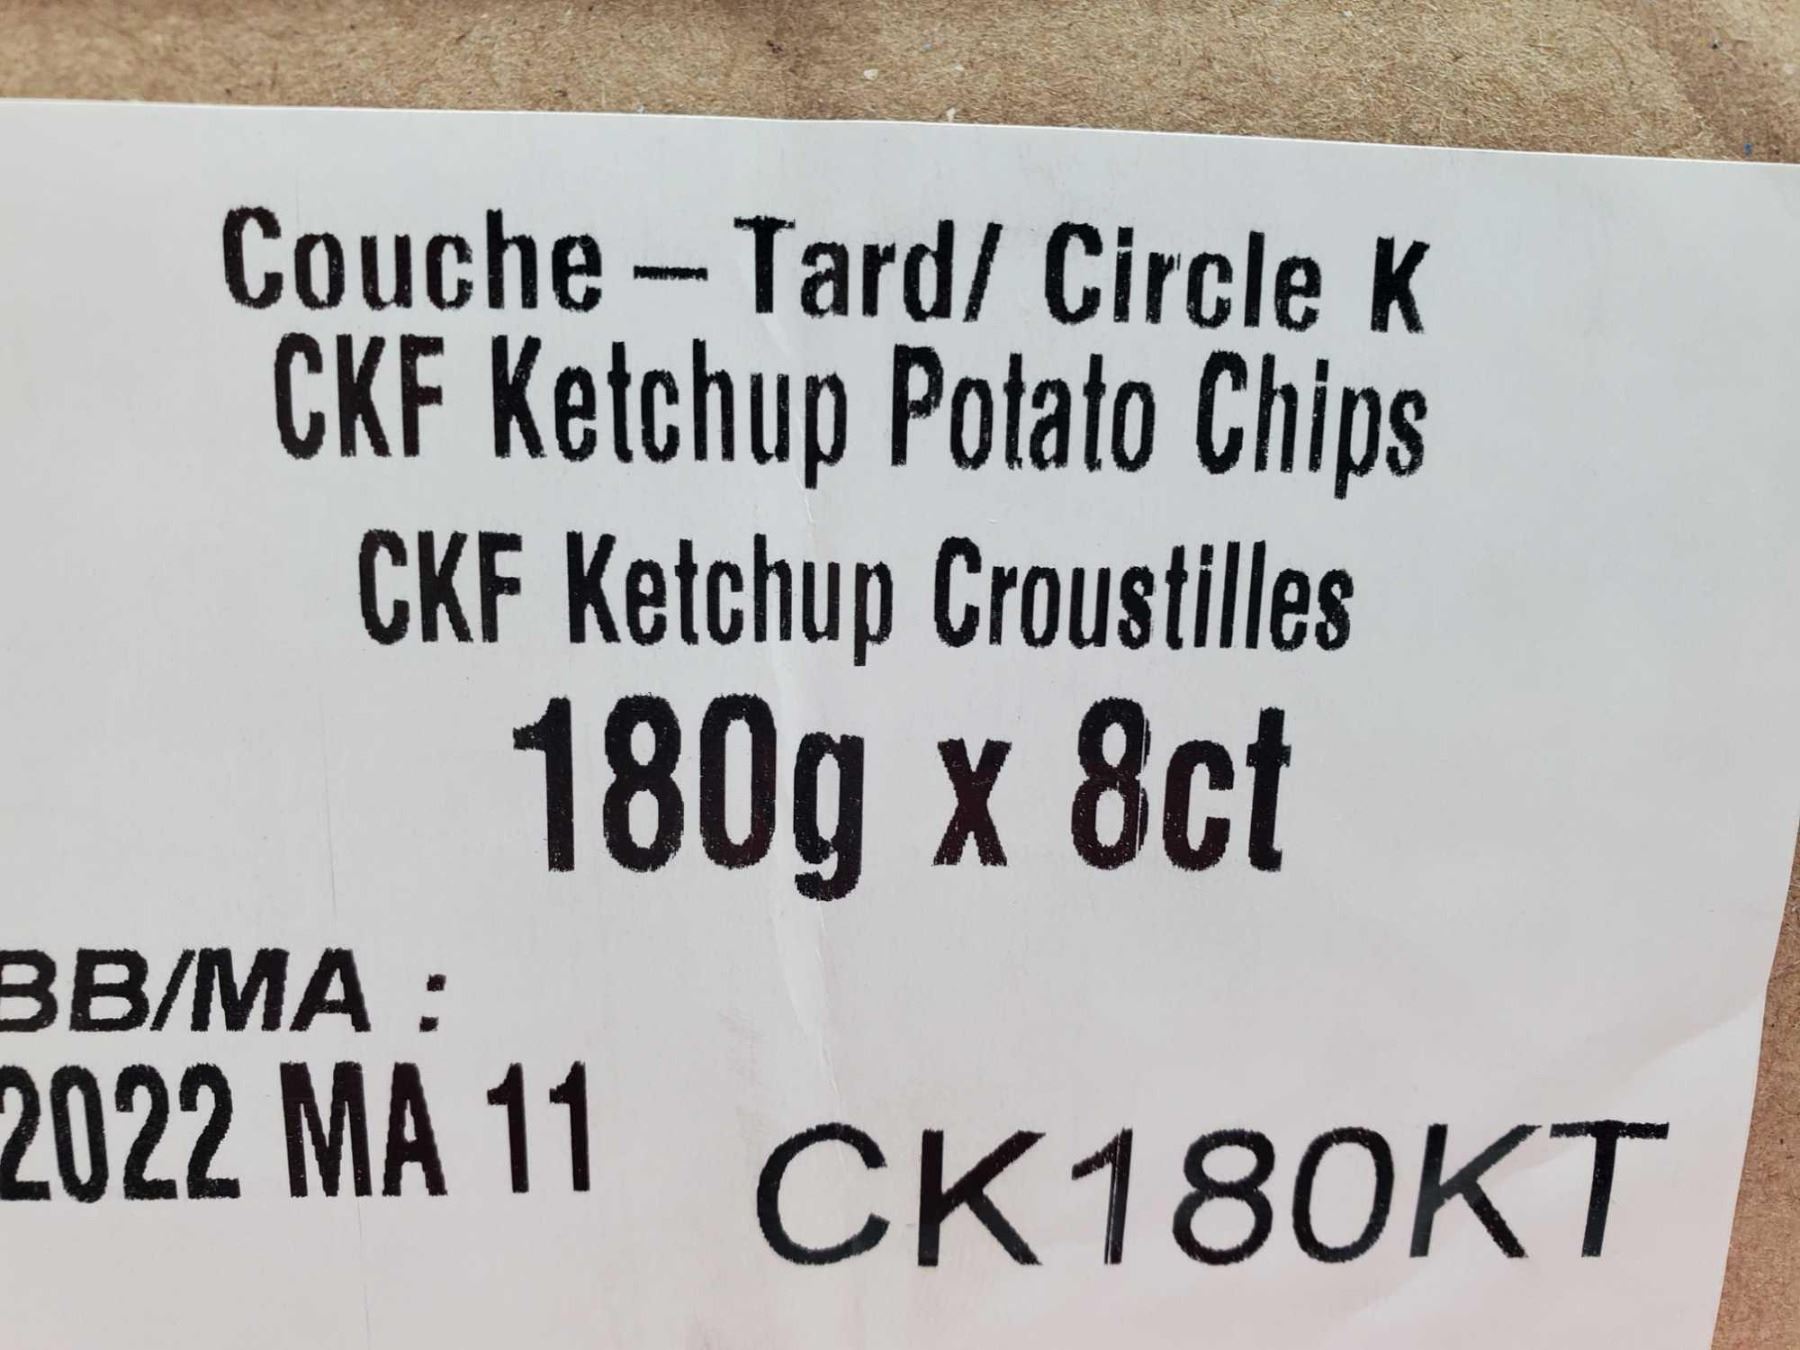 Couche – Tard/ Circle K
CKF Ketchup Potato Chips
CKF Ketchup Croustilles
180g x 8ct
BB/MA :
2022 MA 11
CK180KT